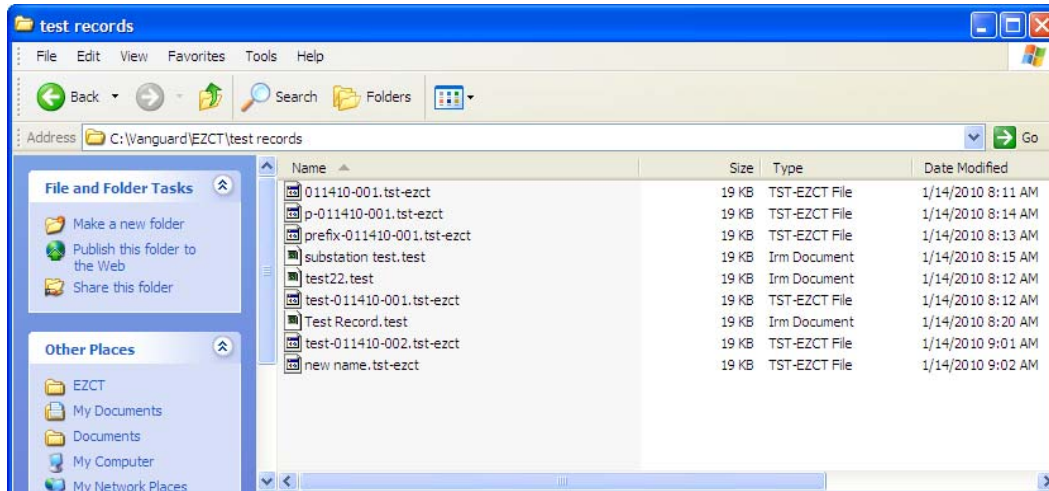 test records
File Edit View Favorites Tools Help
Back Search Folders
Address C:\Vanguard\EZCT\test records Go
File and Folder Tasks
Make a new folder
Publish this folder to
the Web
Share this folder
Other Places
EZCT
My Documents
Documents
My Computer
My Network Places
Name Size Type Date Modified
011410-001.tst-ezct 19 KB TST-EZCT File 1/14/2010 8:11 AM
p-011410-001.tst-ezct 19 KB TST-EZCT File 1/14/2010 8:14 AM
prefix-011410-001.tst-ezct 19 KB TST-EZCT File 1/14/2010 8:13 AM
substation test.test 19 KB Irm Document 1/14/2010 8:15 AM
test22.test 19 KB Irm Document 1/14/2010 8:12 AM
test-011410-001.tst-ezct 19 KB TST-EZCT File 1/14/2010 8:12 AM
Test Record.test 19 KB Irm Document 1/14/2010 8:20 AM
test-011410-002.tst-ezct 19 KB TST-EZCT File 1/14/2010 9:01 AM
new name.tst-ezct 19 KB TST-EZCT File 1/14/2010 9:02 AM